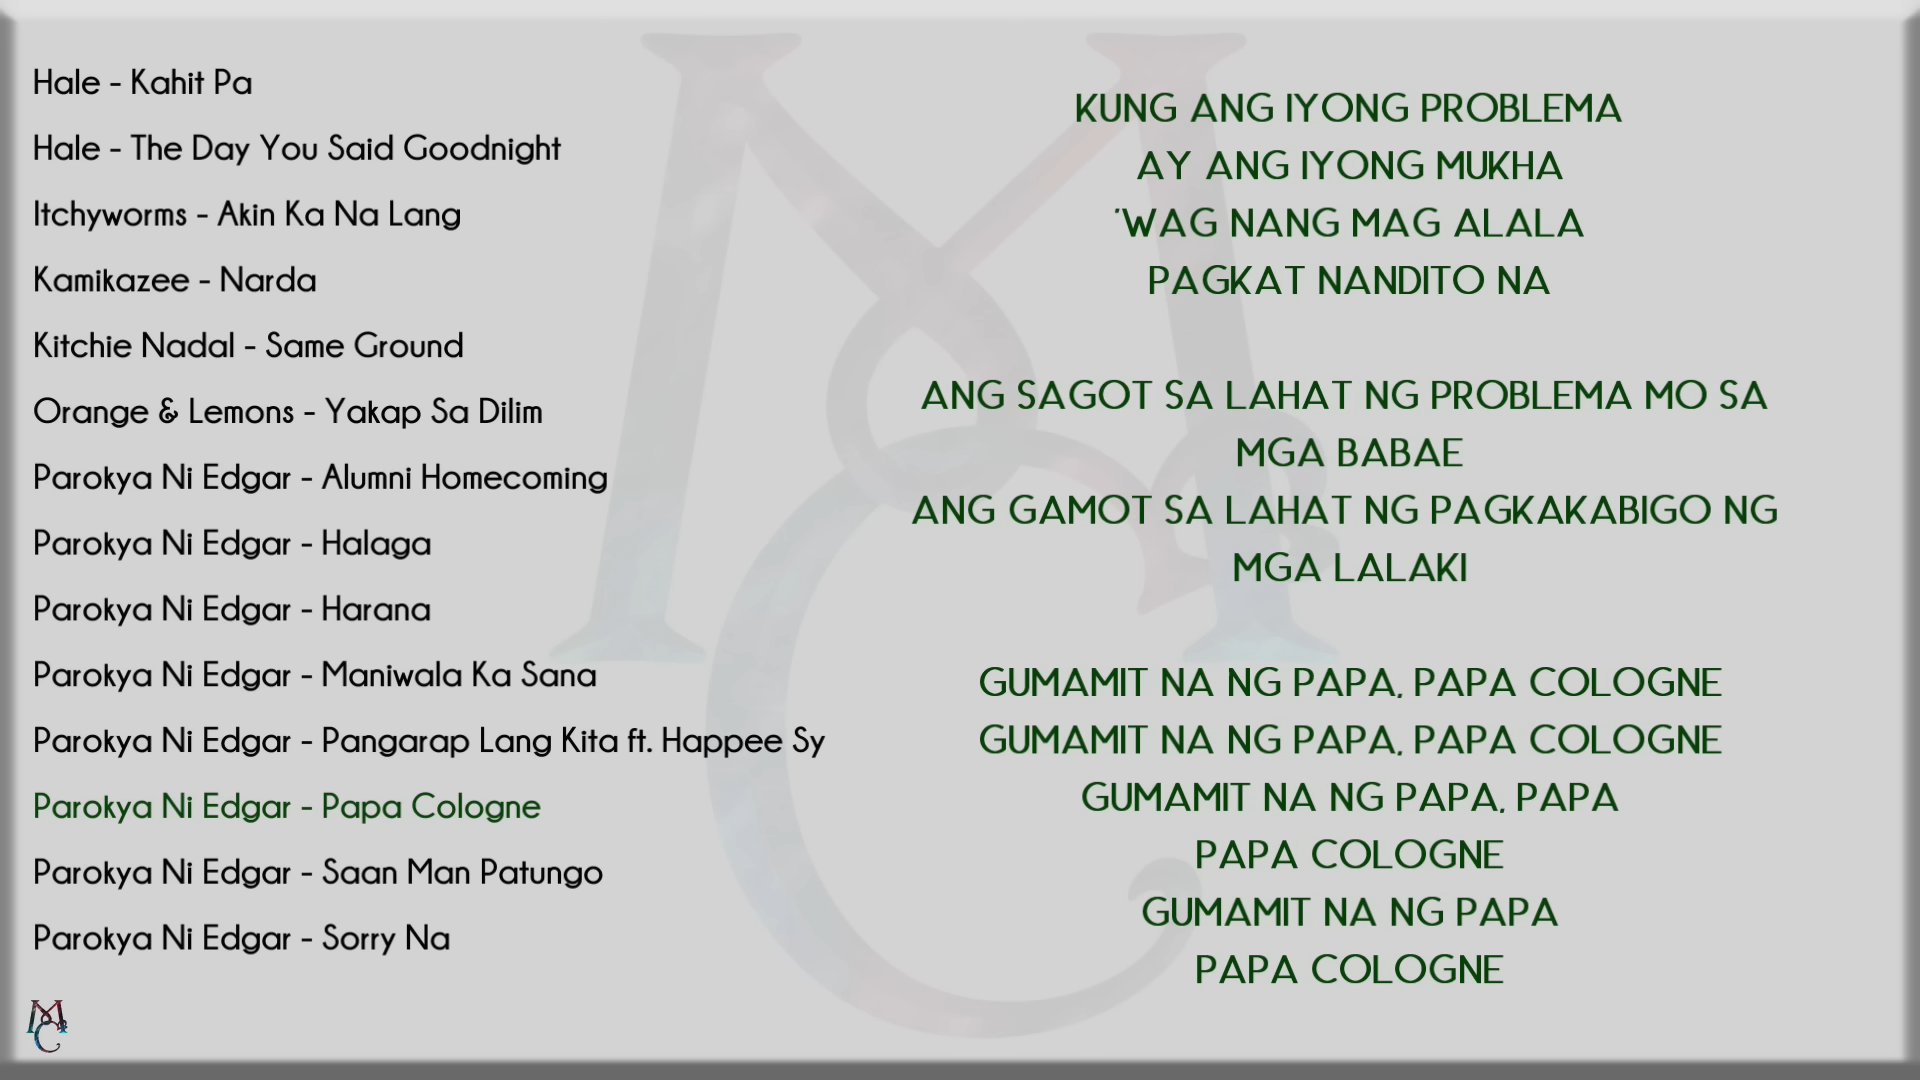 Hale - Kahit Pa
Hale - The Day You Said Goodnight
Itchyworms - Akin Ka Na Lang
Kamikazee - Narda
Kitchie Nadal - Same Ground
Orange & Lemons - Yakap Sa Dilim
Parokya Ni Edgar - Alumni Homecoming
Parokya Ni Edgar - Halaga
Parokya Ni Edgar - Harana
Parokya Ni Edgar - Maniwala Ka Sana
Parokya Ni Edgar - Pangarap Lang Kita ft. Happee Sy
Parokya Ni Edgar - Papa Cologne
Parokya Ni Edgar - Saan Man Patungo
Parokya Ni Edgar - Sorry Na
KUNG ANG IYONG PROBLEMA
AY ANG IYONG MUKHA
'WAG NANG MAG ALALA
PAGKAT NANDITO NA
ANG SAGOT SA LAHAT NG PROBLEMA MO SA
MGA BABAE
ANG GAMOT SA LAHAT NG PAGKAKABIGO NG
MGA LALAKI
GUMAMIT NA NG PAPA, PAPA COLOGNE
GUMAMIT NA NG PAPA, PAPA COLOGNE
GUMAMIT NA NG PAPA, PAPA
PAPA COLOGNE
GUMAMIT NA NG PAPA
PAPA COLOGNE
MC